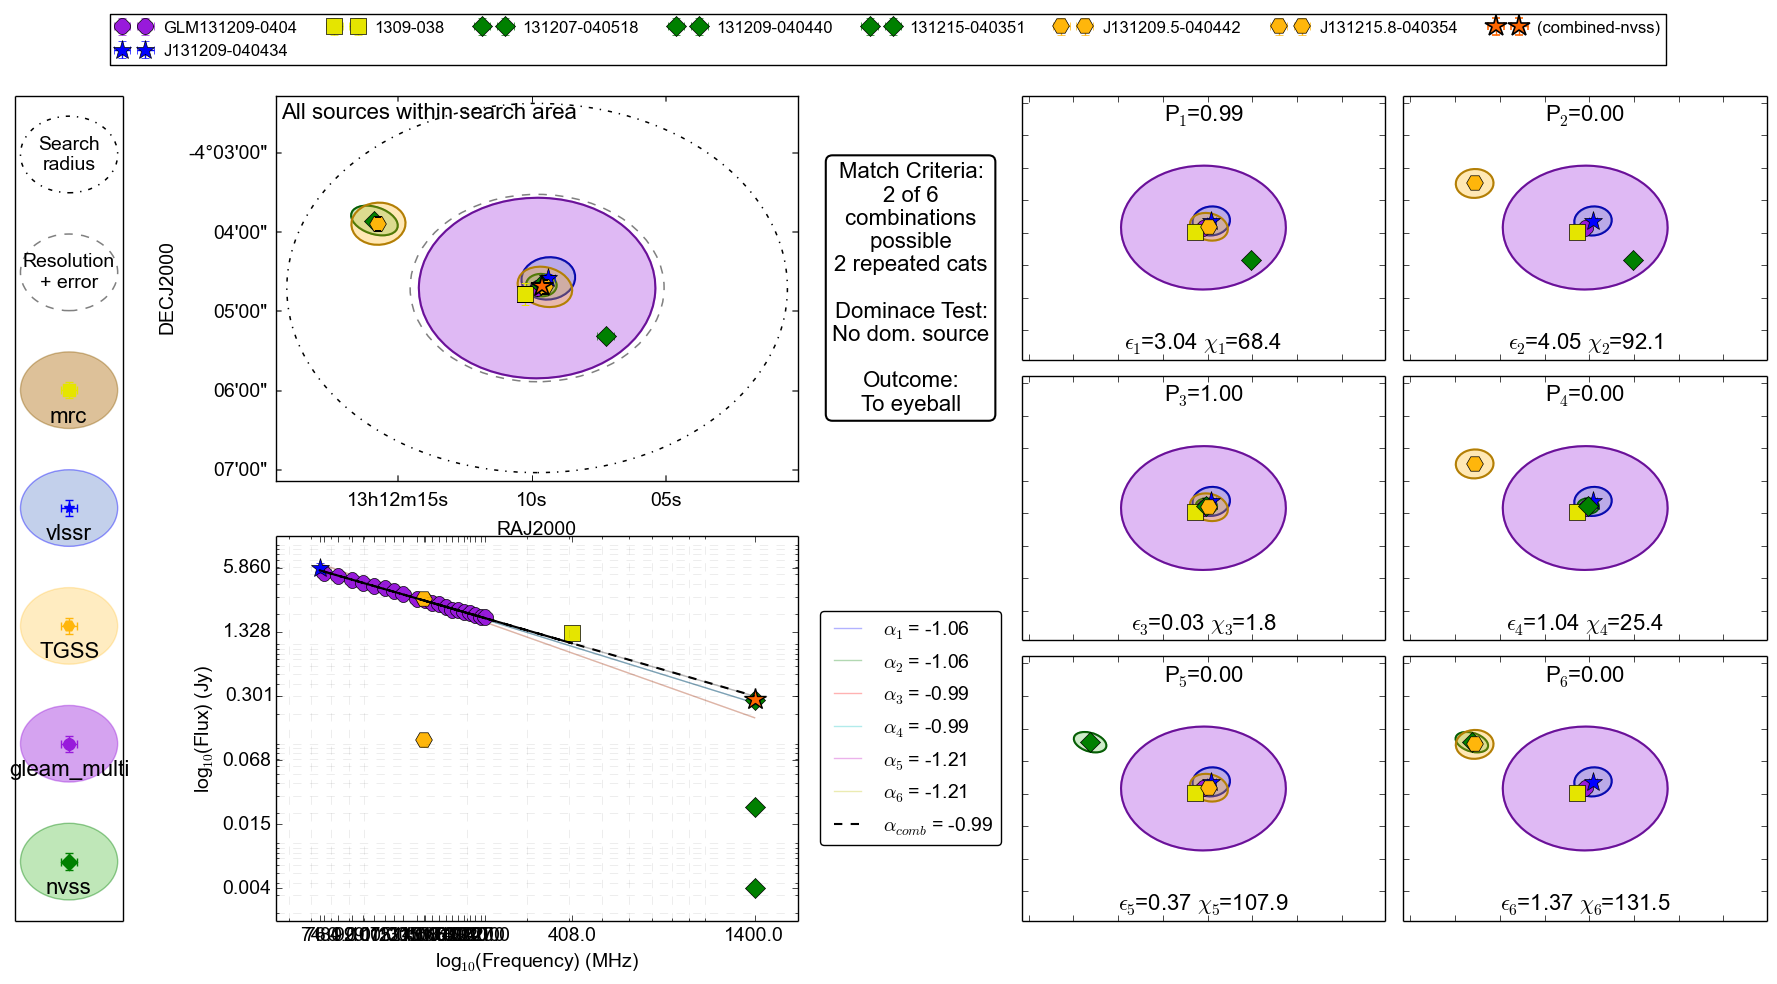 GLM131209-0404 1309-038 131207-040518 131209-040440 131215-040351 J131209.5-040442 J131215.8-040354 (combined-nvss)
J131209-040434
Search
radius
Resolution
+ error
mrc
vlssr
TGSS
gleam_multi
nvss
All sources within search area
DECJ2000
-4°03'00"
04'00"
05'00"
06'00"
07'00"
13h12m15s 10s 05s
RAJ2000
Match Criteria:
2 of 6
combinations
possible
2 repeated cats
Dominace Test:
No dom. source
Outcome:
To eyeball
log₁₀(Flux) (Jy)
5.860
1.328
0.301
0.068
0.015
0.004
408.0 1400.0
log₁₀(Frequency) (MHz)
α₁ = -1.06
α₂ = -1.06
α₃ = -0.99
α₄ = -0.99
α₅ = -1.21
α₆ = -1.21
α_comb = -0.99
P₁=0.99
ϵ₁=3.04 χ₁=68.4
P₂=0.00
ϵ₂=4.05 χ₂=92.1
P₃=1.00
ϵ₃=0.03 χ₃=1.8
P₄=0.00
ϵ₄=1.04 χ₄=25.4
P₅=0.00
ϵ₅=0.37 χ₅=107.9
P₆=0.00
ϵ₆=1.37 χ₆=131.5